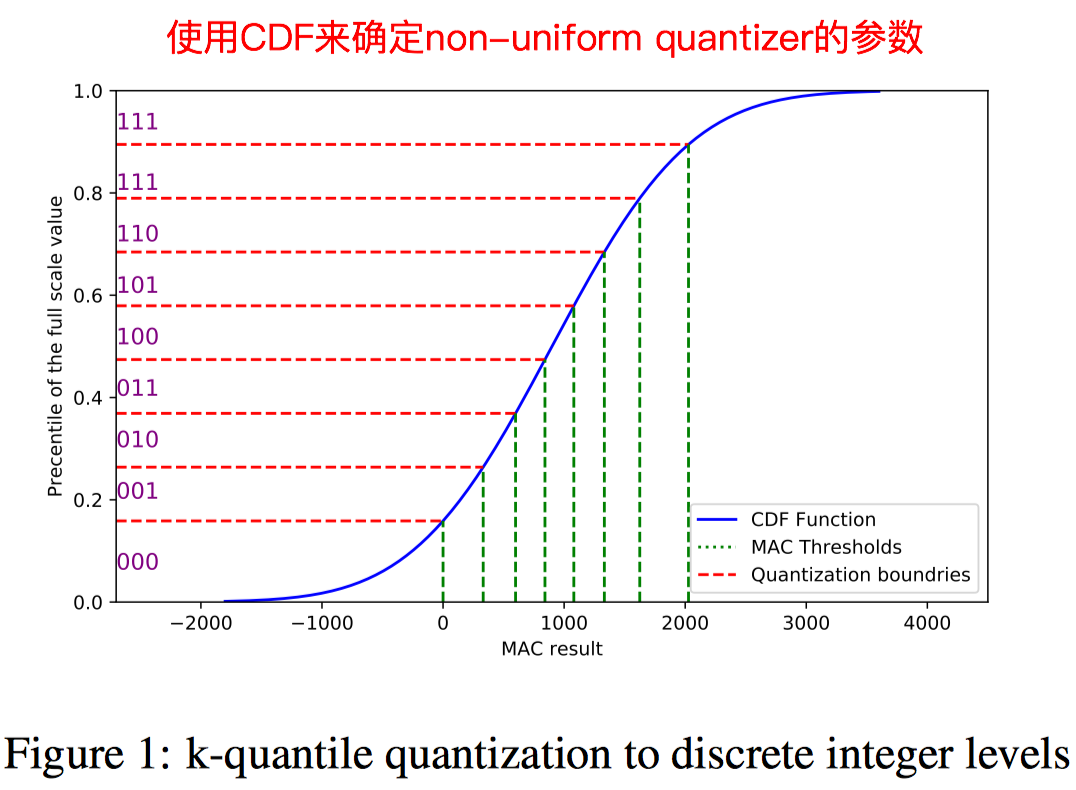 使用CDF来确定non-uniform quantizer的参数
1.0
111
0.8
111
110
0.6
101
100
0.4
011
010
0.2
001
000
0.0
Precentile of the full scale value
CDF Function
MAC Thresholds
Quantization boundries
−2000 −1000 0 1000 2000 3000 4000
MAC result
Figure 1: k-quantile quantization to discrete integer levels